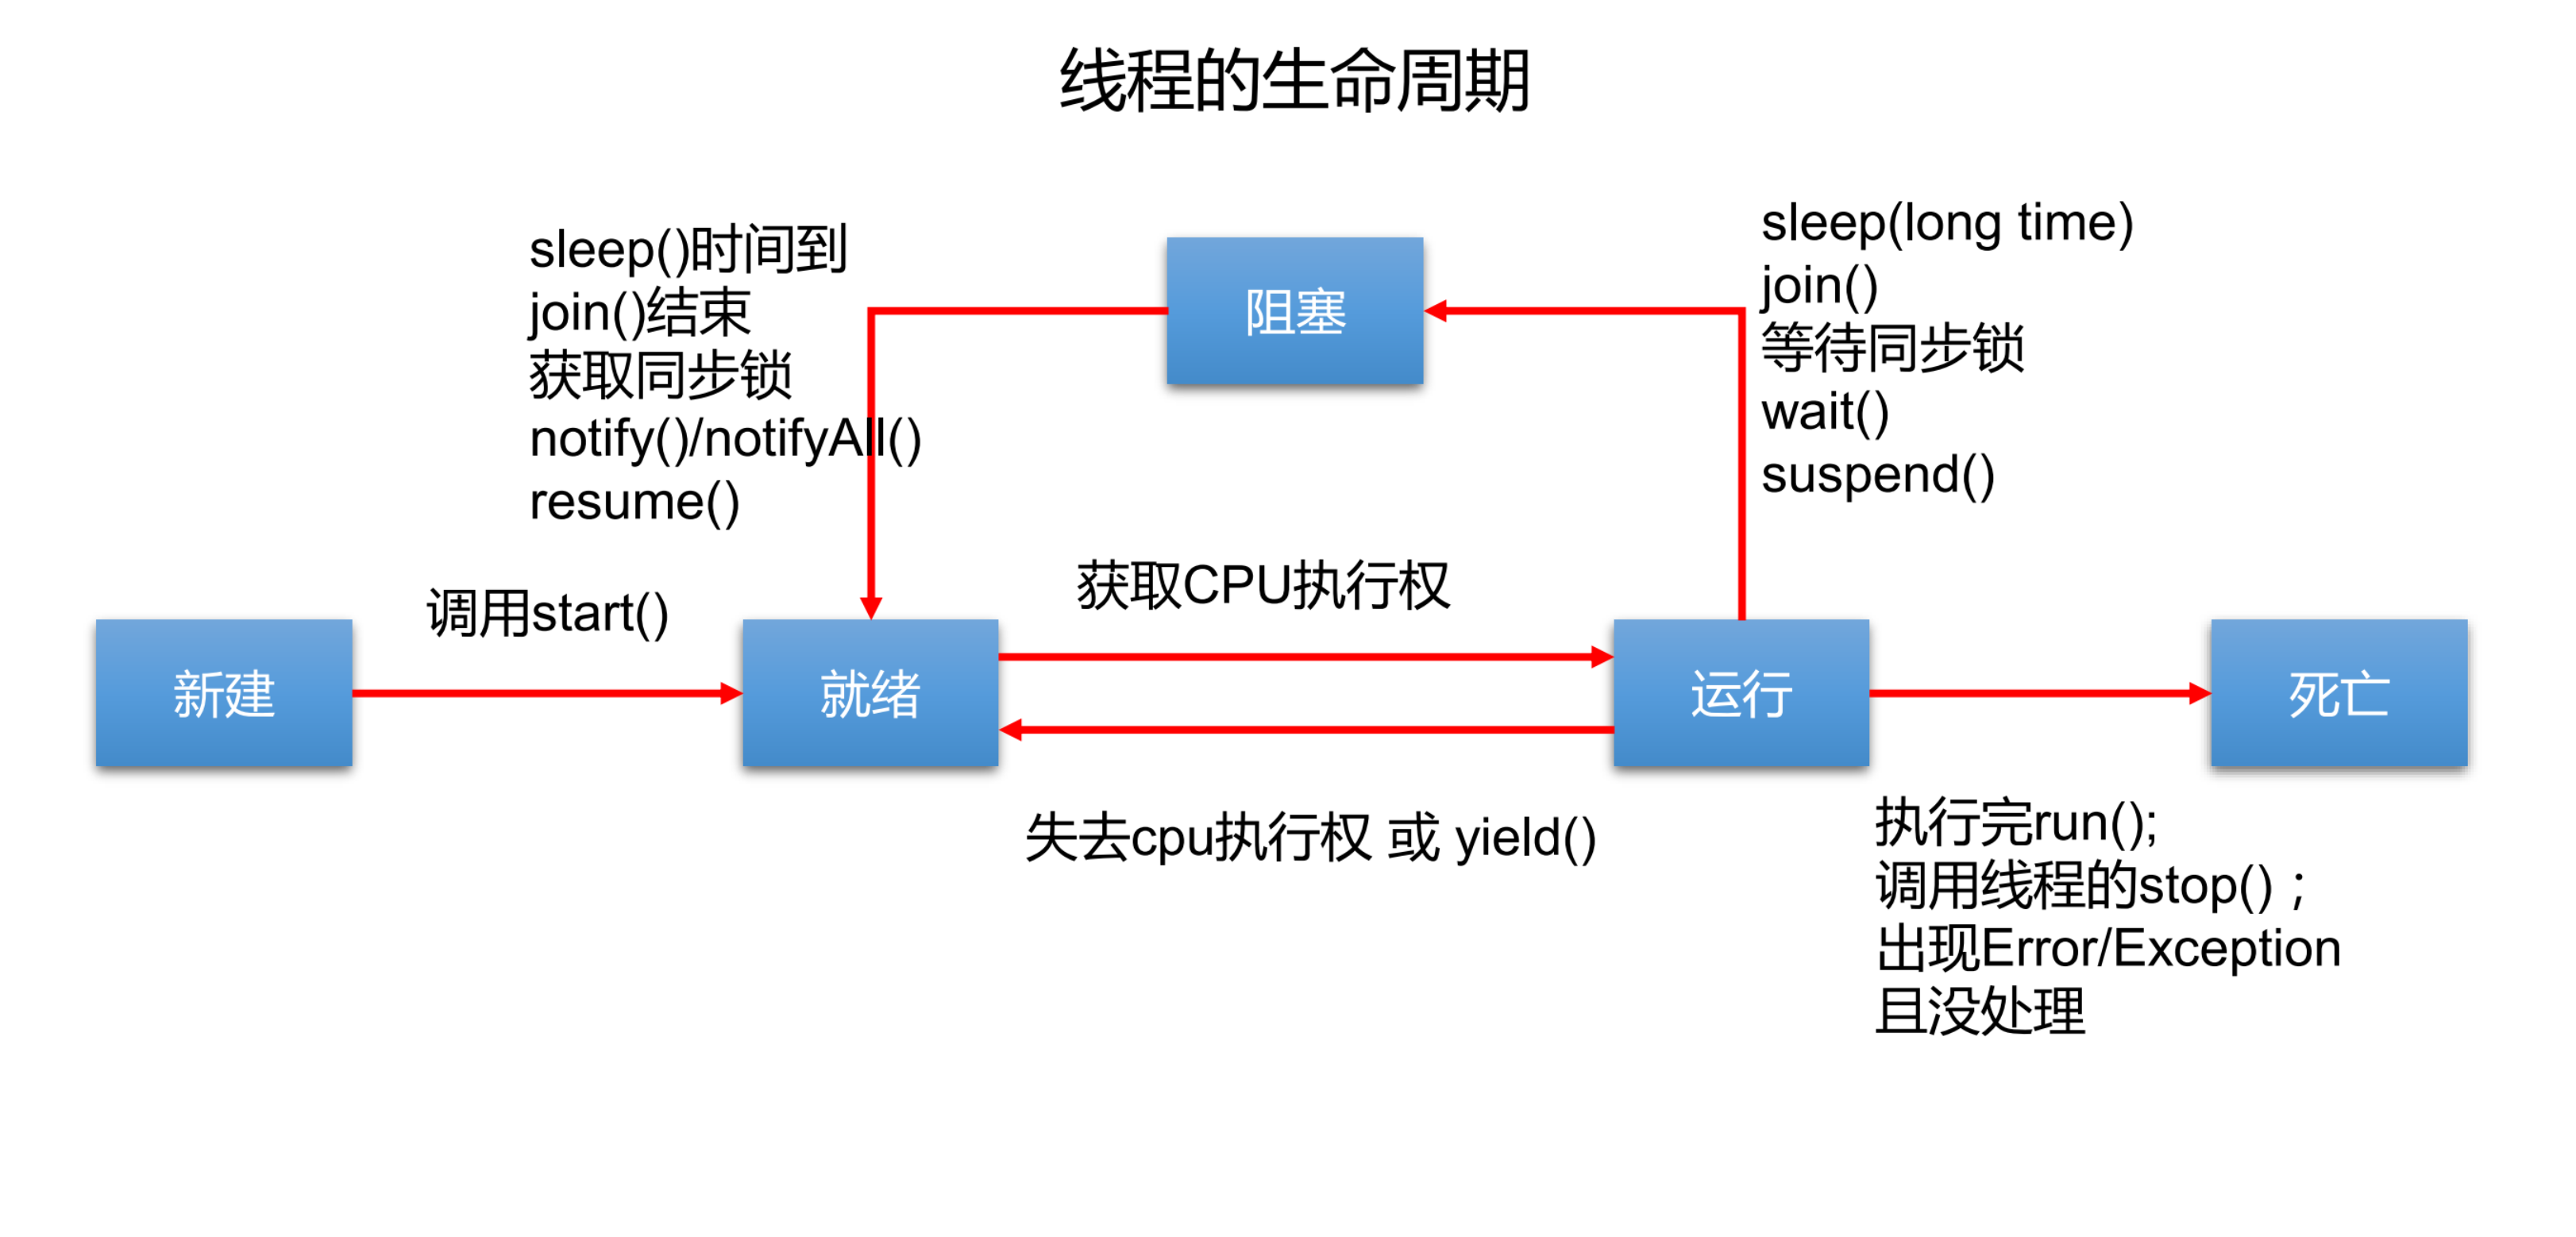 线程的生命周期
sleep()时间到
join()结束
获取同步锁
notify()/notifyAll()
resume()
阻塞
sleep(long time)
join()
等待同步锁
wait()
suspend()
调用start()
获取CPU执行权
新建
就绪
运行
死亡
失去cpu执行权 或 yield()
执行完run();
调用线程的stop() ;
出现Error/Exception
且没处理